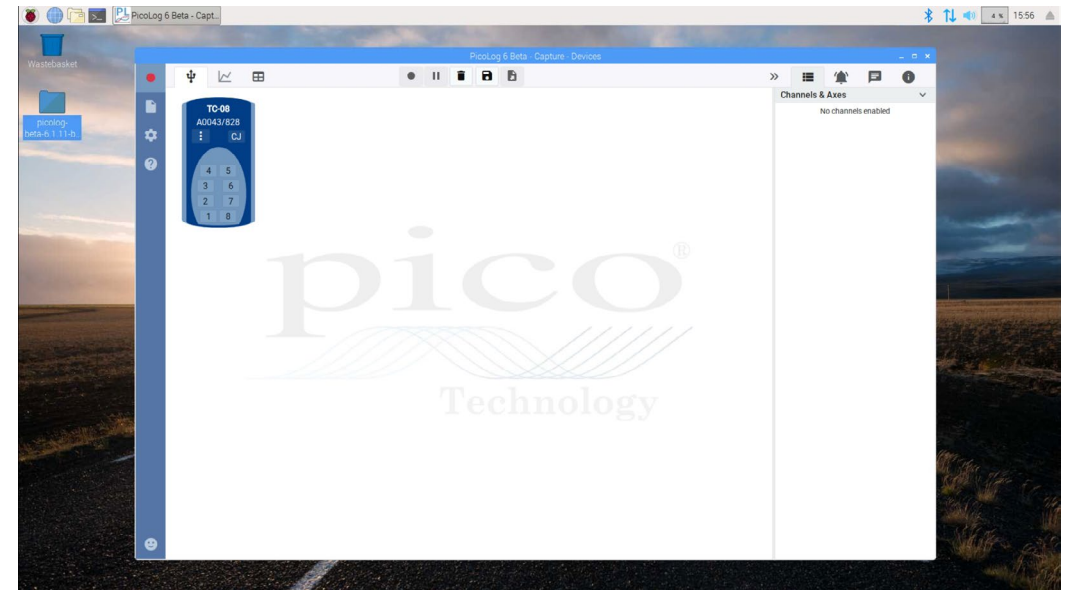 PicoLog 6 Beta - Capt...
4 %
15:56
Wastebasket
picolog-
beta-6.1.11-b...
PicoLog 6 Beta - Capture - Devices
Channels & Axes
No channels enabled
TC-08
A0043/828
CJ
4 5
3 6
2 7
1 8
pico®
Technology